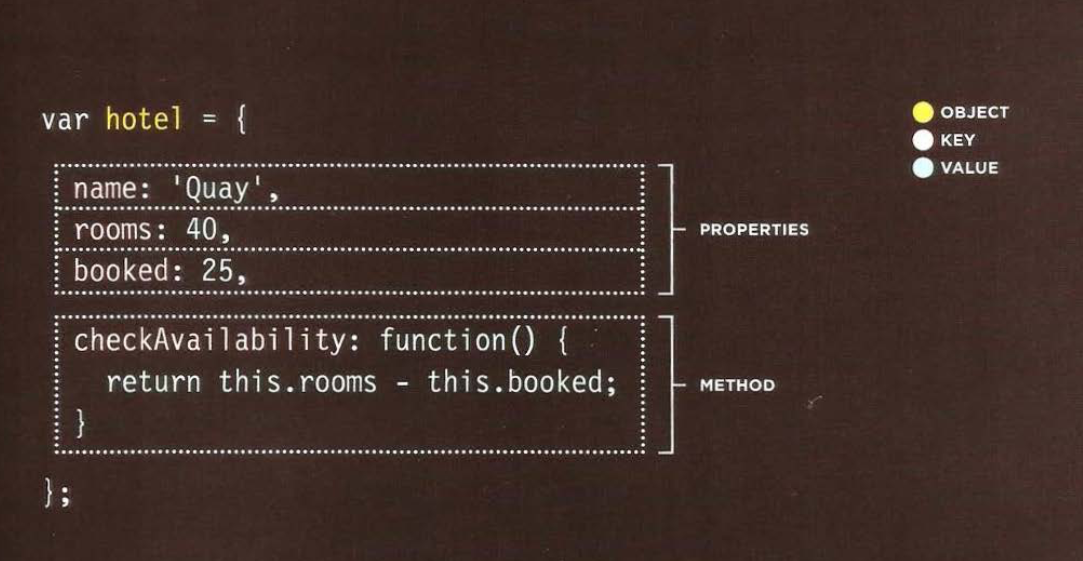 var hotel = {
OBJECT
KEY
VALUE
name: 'Quay',
rooms: 40,
booked: 25,
PROPERTIES
checkAvailability: function() {
return this.rooms - this.booked;
}
METHOD
};